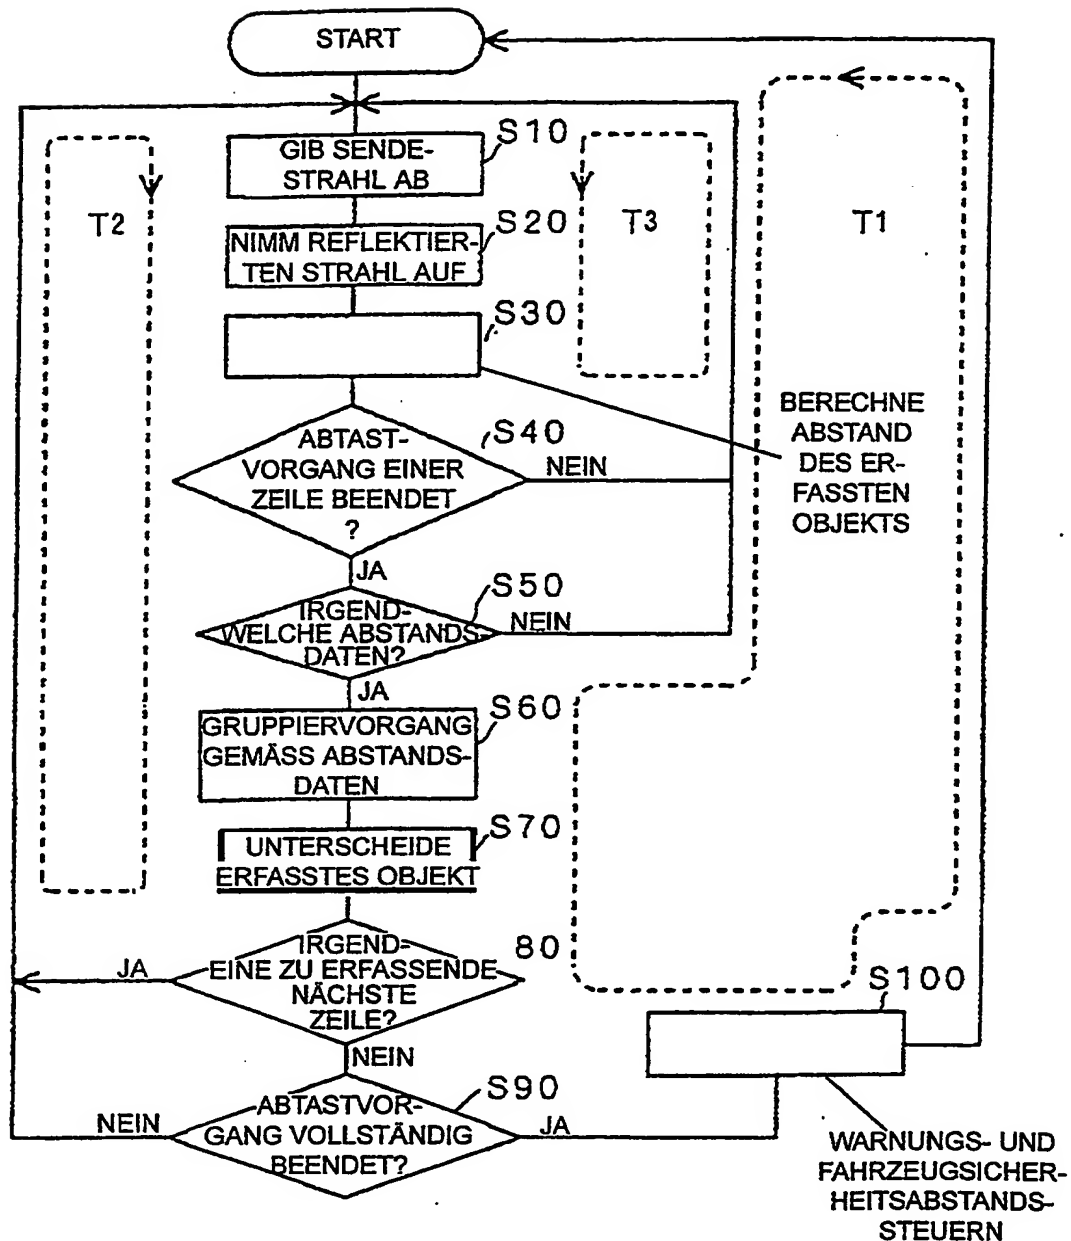 START
S10
GIB SENDE-
STRAHL AB
S20
NIMM REFLEKTIER-
TEN STRAHL AUF
S30
T2
T3
T1
BERECHNE
ABSTAND
DES ER-
FASSTEN
OBJEKTS
S40
ABTAST-
VORGANG EINER
ZEILE BEENDET
?
NEIN
JA
S50
IRGEND-
WELCHE ABSTANDS-
DATEN?
NEIN
JA
S60
GRUPPIERVORGANG
GEMÄSS ABSTANDS-
DATEN
S70
UNTERSCHEIDE
ERFASSTES OBJEKT
80
IRGEND-
EINE ZU ERFASSENDE
NÄCHSTE
ZEILE?
JA
NEIN
S90
ABTASTVOR-
GANG VOLLSTÄNDIG
BEENDET?
NEIN
JA
S100
WARNUNGS- UND
FAHRZEUGSICHER-
HEITSABSTANDS-
STEUERN